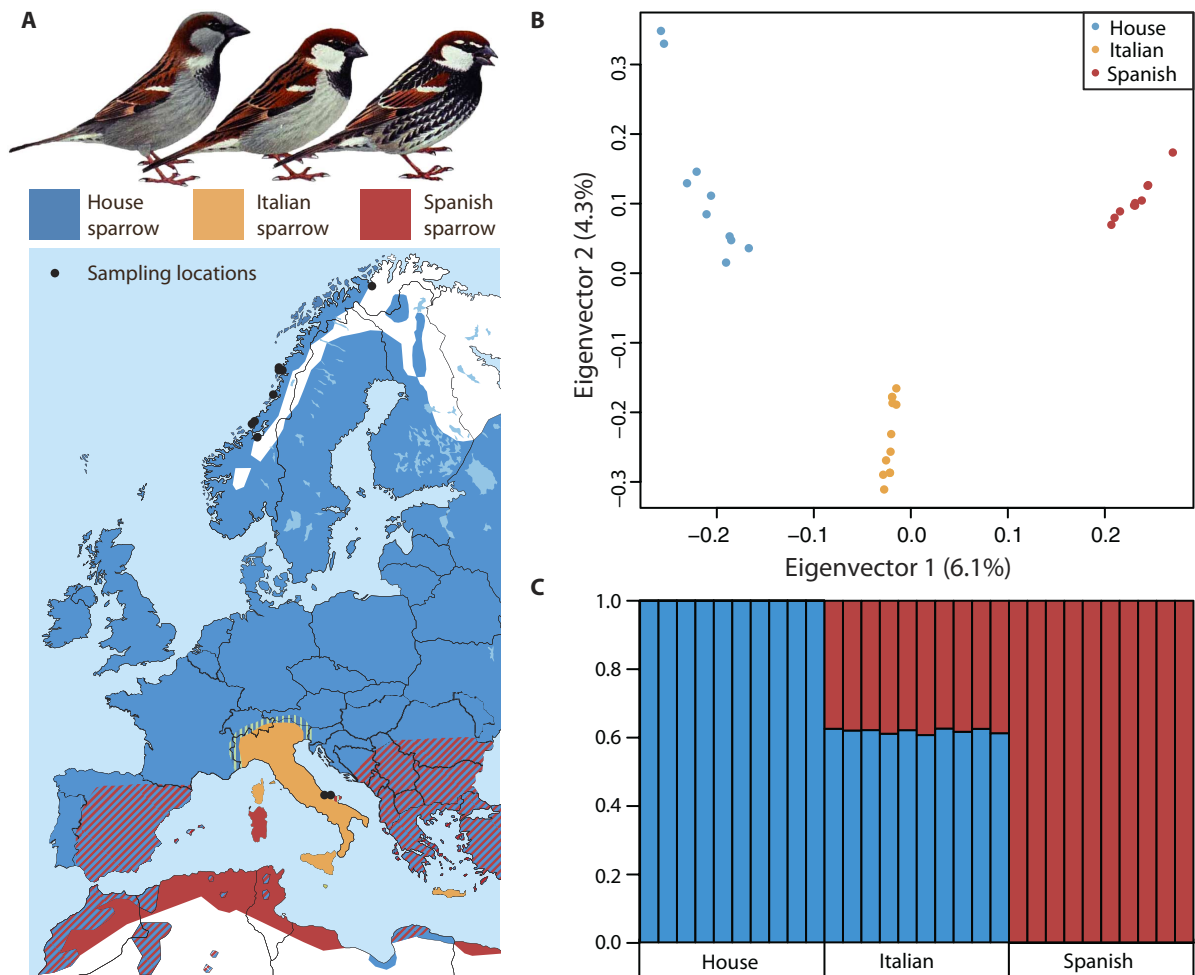 A
House
sparrow
Italian
sparrow
Spanish
sparrow
Sampling locations
B
House
Italian
Spanish
Eigenvector 2 (4.3%)
0.3
0.2
0.1
0.0
−0.1
−0.2
−0.3
−0.2
−0.1
0.0
0.1
0.2
Eigenvector 1 (6.1%)
C
1.0
0.8
0.6
0.4
0.2
0.0
House
Italian
Spanish